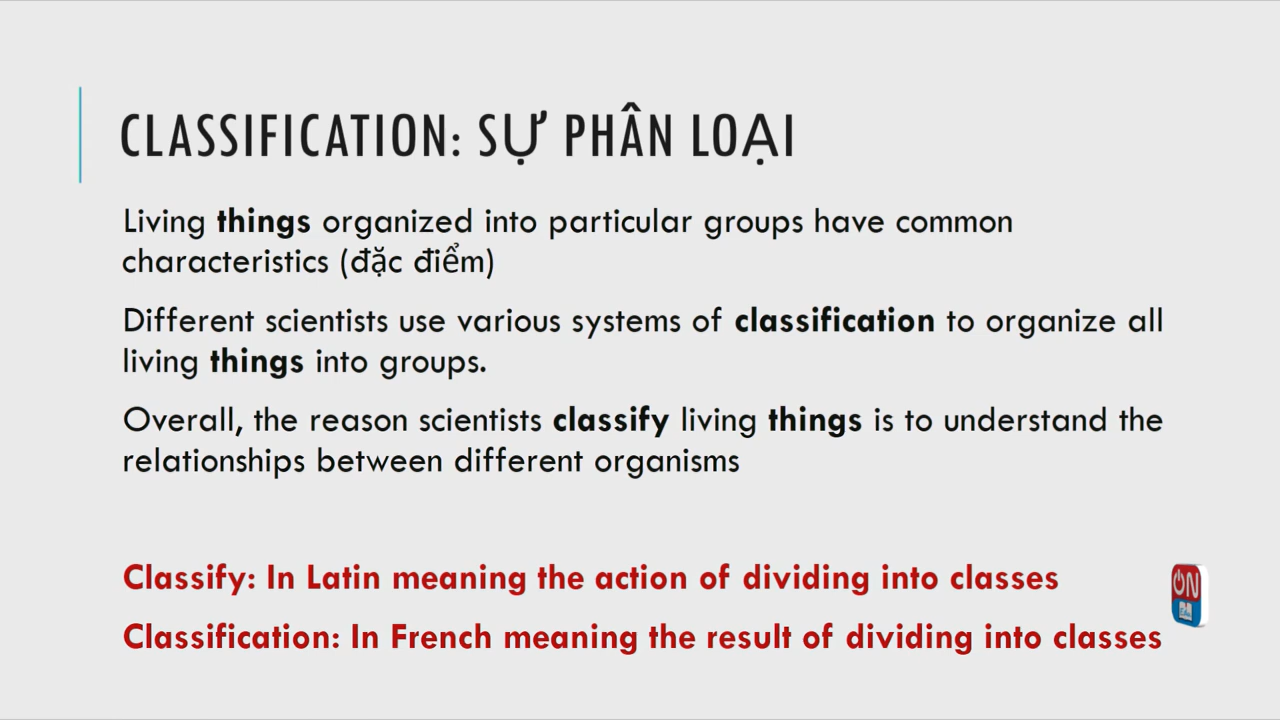 CLASSIFICATION: SỰ PHÂN LOẠI
Living things organized into particular groups have common
characteristics (đặc điểm)
Different scientists use various systems of classification to organize all
living things into groups.
Overall, the reason scientists classify living things is to understand the
relationships between different organisms
Classify: In Latin meaning the action of dividing into classes
ON
Classification: In French meaning the result of dividing into classes